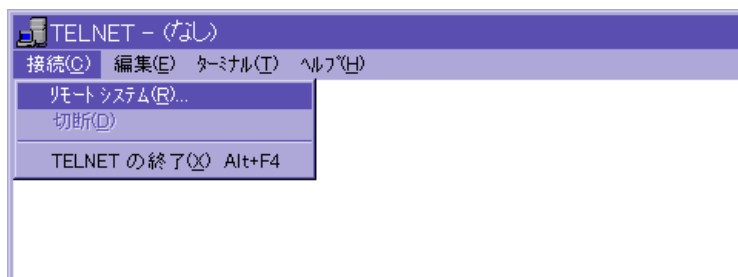 TELNET - (なし)
接続(C) 編集(E) ﾀｰﾐﾅﾙ(T) ﾍﾙﾌﾟ(H)
ﾘﾓｰﾄ ｼｽﾃﾑ(R)...
切断(D)
TELNET の終了(X) Alt+F4